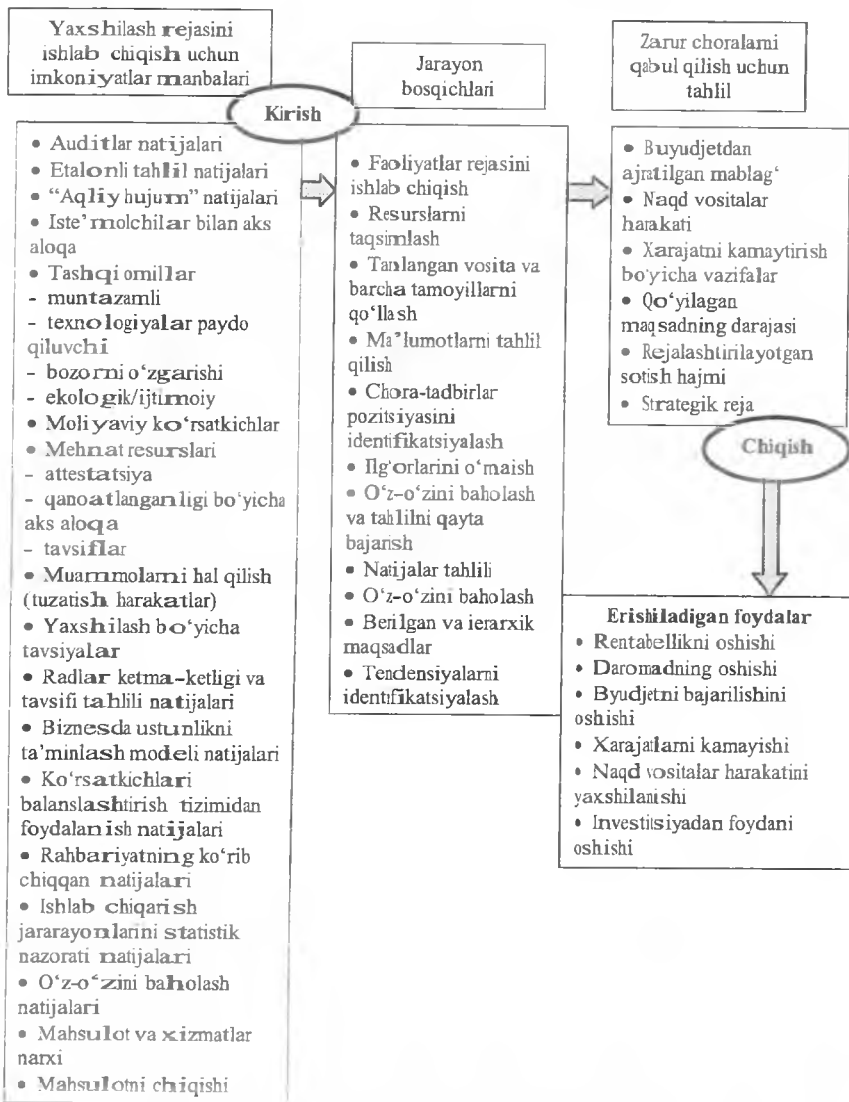 Yaxshilash rejasini
ishlab chiqish uchun
imkoniyatlar manbalari
Kirish
• Auditlar natijalari
• Etalonli tahlil natijalari
• “Aqliy hujum” natijalari
• Iste’molchilar bilan aks
aloqa
• Tashqi omillar
- muntazamli
- texnologiyalar paydo
qiluvchi
- bozorni o‘zgarishi
- ekologik/ijtimoiy
• Moliyaviy ko‘rsatkichlar
• Mehnat resurslari
- attestatsiya
- qanoatlanganligi bo‘yicha
aks aloqa
- tavsiflar
• Muammolarni hal qilish
(tuzatish harakatlar)
• Yaxshilash bo‘yicha
tavsiyalar
• Radlar ketma-ketligi va
tavsifi tahlili natijalari
• Biznesda ustunlikni
ta’minlash modeli natijalari
• Ko‘rsatkichlari
balanslashtirish tizimidan
foydalanish natijalari
• Rahbariyatning ko‘rib
chiqqan natijalari
• Ishlab chiqarish
jararayonlarini statistik
nazorati natijalari
• O‘z-o‘zini baholash
natijalari
• Mahsulot va xizmatlar
narxi
• Mahsulotni chiqishi
Jarayon
bosqichlari
• Faoliyatlar rejasini
ishlab chiqish
• Resurslarni
taqsimlash
• Tanlangan vosita va
barcha tamoyillarni
qo‘llash
• Ma’lumotlarni tahlil
qilish
• Chora-tadbirlar
pozitsiyasini
identifikatsiyalash
• Ilg‘orlarini o‘rnaish
• O‘z-o‘zini baholash
va tahlilni qayta
bajarish
• Natijalar tahlili
• O‘z-o‘zini baholash
• Berilgan va ierarxik
maqsadlar
• Tendensiyalarni
identifikatsiyalash
Zarur choralarni
qabul qilish uchun
tahlil
• Buyudjetdan
ajratilgan mablag‘
• Naqd vositalar
harakati
• Xarajatni kamaytirish
bo‘yicha vazifalar
• Qo‘yilagan
maqsadning darajasi
• Rejalashtirilayotgan
sotish hajmi
• Strategik reja
Chiqish
Erishiladigan foydalar
• Rentabellikni oshishi
• Daromadning oshishi
• Byudjetni bajarilishini
oshishi
• Xarajatlarni kamayishi
• Naqd vositalar harakatini
yaxshilanishi
• Investitsiyadan foydani
oshishi